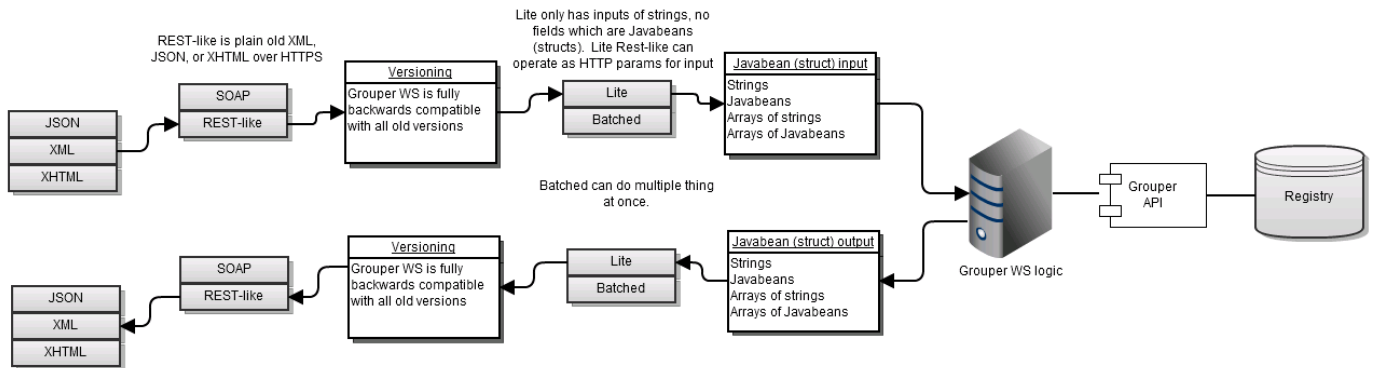 Lite only has inputs of strings, no
fields which are Javabeans
(structs). Lite Rest-like can
operate as HTTP params for input
REST-like is plain old XML,
JSON, or XHTML over HTTPS
JSON
XML
XHTML
SOAP
REST-like
Versioning
Grouper WS is fully
backwards compatible
with all old versions
Lite
Batched
Javabean (struct) input
Strings
Javabeans
Arrays of strings
Arrays of Javabeans
Grouper WS logic
Grouper
API
Registry
Batched can do multiple thing
at once.
Javabean (struct) output
Strings
Javabeans
Arrays of strings
Arrays of Javabeans
Lite
Batched
Versioning
Grouper WS is fully
backwards compatible
with all old versions
SOAP
REST-like
JSON
XML
XHTML